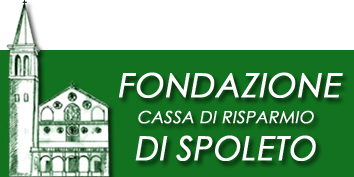 FONDAZIONE
CASSA DI RISPARMIO
DI SPOLETO